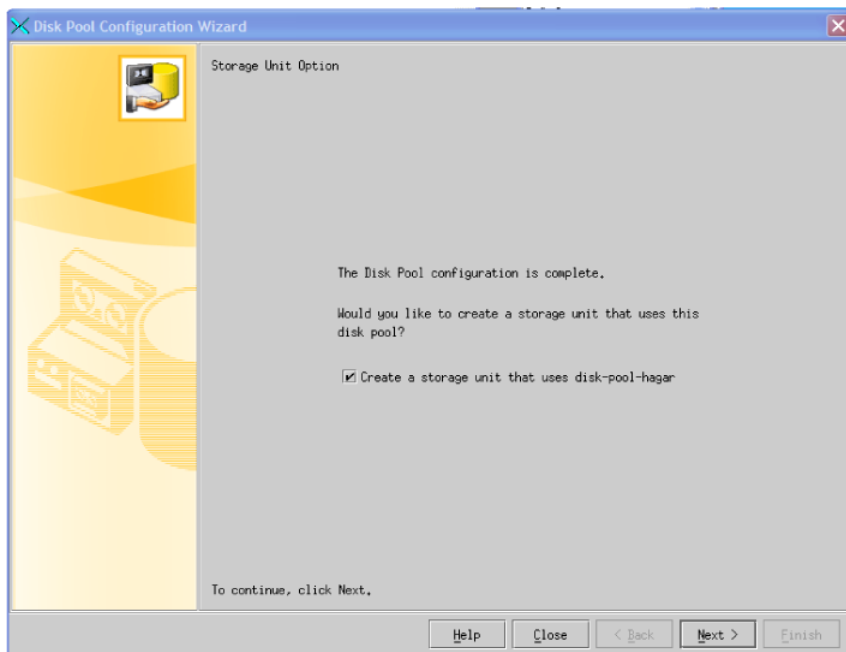 Disk Pool Configuration Wizard
Storage Unit Option
The Disk Pool configuration is complete.
Would you like to create a storage unit that uses this
disk pool?
Create a storage unit that uses disk-pool-hagar
To continue, click Next.
Help
Close
< Back
Next >
Finish